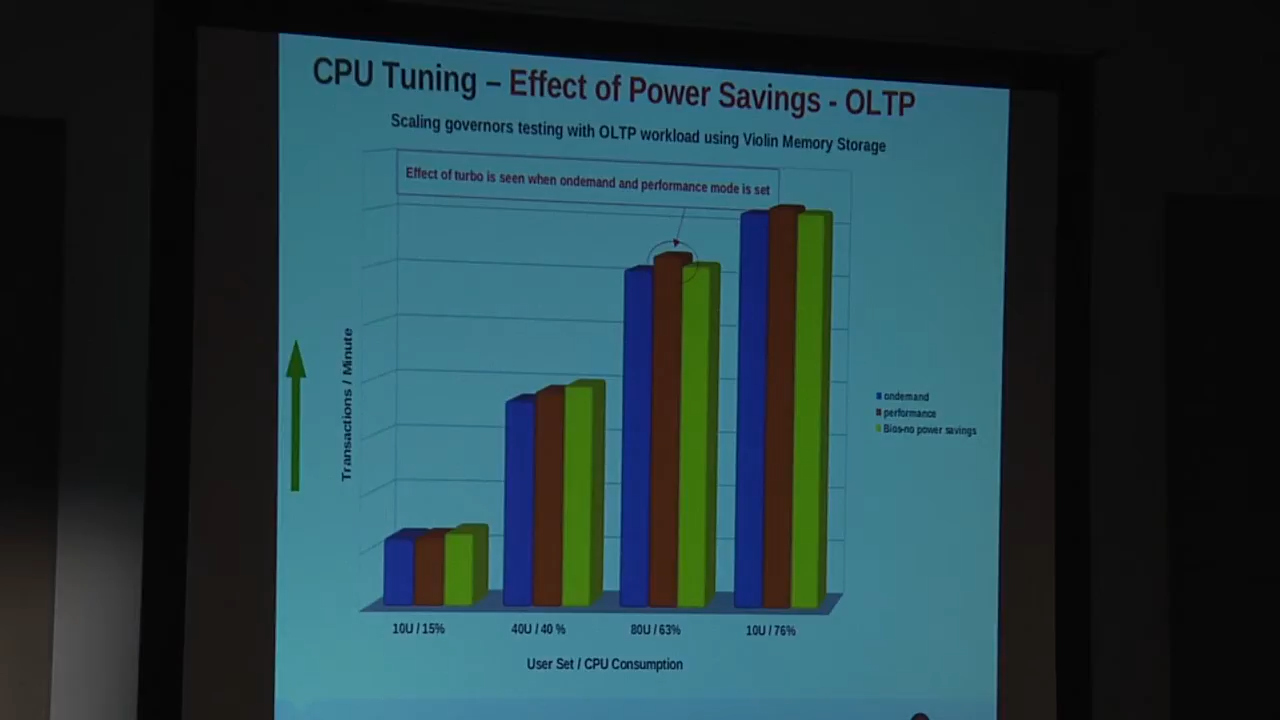 CPU Tuning – Effect of Power Savings - OLTP
Scaling governors testing with OLTP workload using Violin Memory Storage
Effect of turbo is seen when ondemand and performance mode is set
Transactions / Minute
ondemand
performance
Bios-no power savings
10U / 15%
40U / 40 %
80U / 63%
10U / 76%
User Set / CPU Consumption